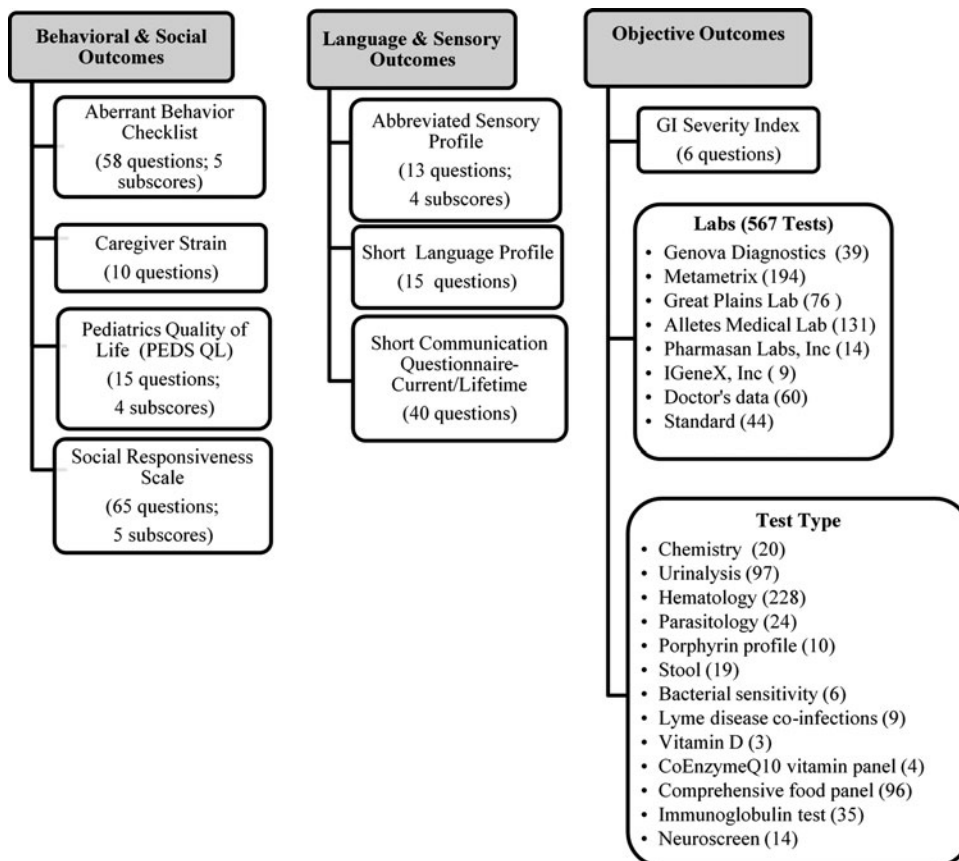 Behavioral & Social
Outcomes
Aberrant Behavior
Checklist
(58 questions; 5
subscores)
Caregiver Strain
(10 questions)
Pediatrics Quality of
Life (PEDS QL)
(15 questions;
4 subscores)
Social Responsiveness
Scale
(65 questions;
5 subscores)
Language & Sensory
Outcomes
Abbreviated Sensory
Profile
(13 questions;
4 subscores)
Short Language Profile
(15 questions)
Short Communication
Questionnaire-
Current/Lifetime
(40 questions)
Objective Outcomes
GI Severity Index
(6 questions)
Labs (567 Tests)
• Genova Diagnostics (39)
• Metametrix (194)
• Great Plains Lab (76 )
• Alletes Medical Lab (131)
• Pharmasan Labs, Inc (14)
• IGeneX, Inc ( 9)
• Doctor's data (60)
• Standard (44)
Test Type
• Chemistry (20)
• Urinalysis (97)
• Hematology (228)
• Parasitology (24)
• Porphyrin profile (10)
• Stool (19)
• Bacterial sensitivity (6)
• Lyme disease co-infections (9)
• Vitamin D (3)
• CoEnzymeQ10 vitamin panel (4)
• Comprehensive food panel (96)
• Immunoglobulin test (35)
• Neuroscreen (14)